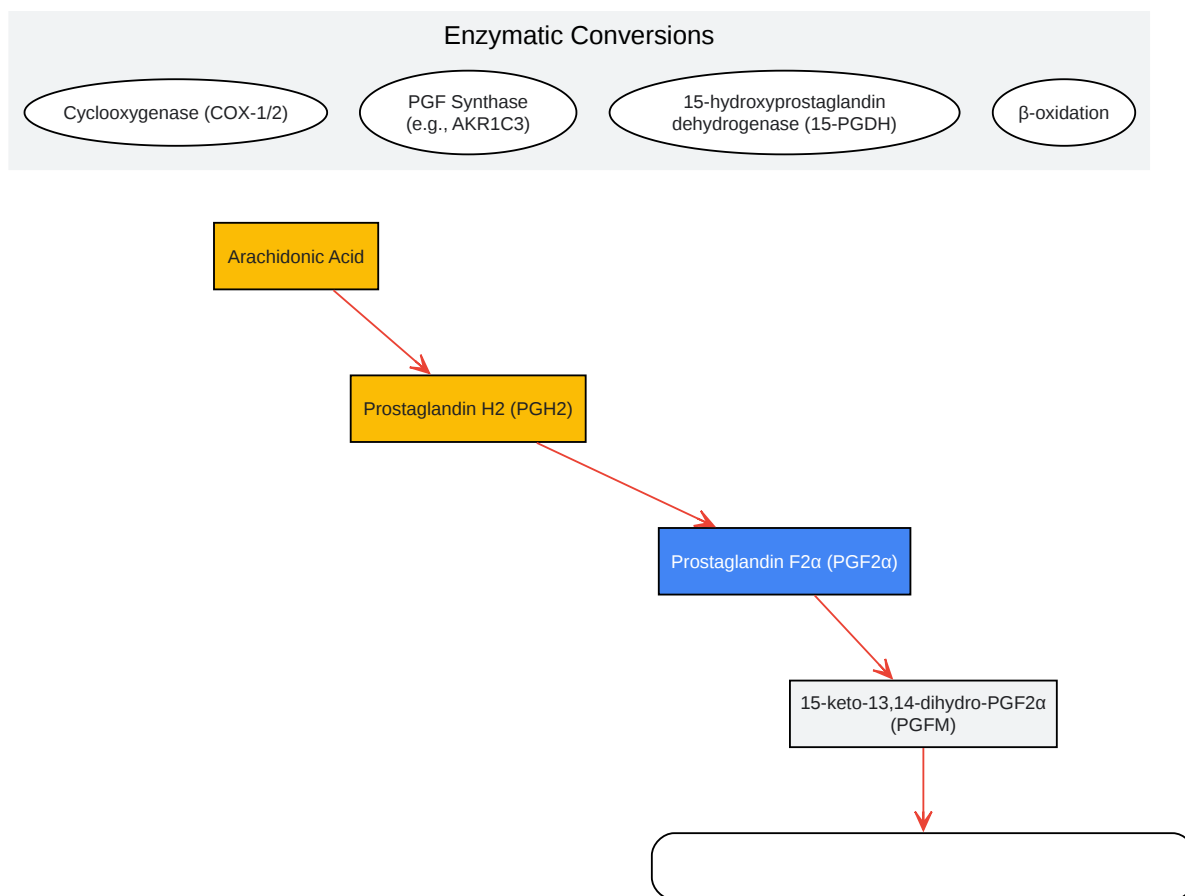 Enzymatic Conversions
Cyclooxygenase (COX-1/2)
PGF Synthase
(e.g., AKR1C3)
15-hydroxyprostaglandin
dehydrogenase (15-PGDH)
β-oxidation
Arachidonic Acid
Prostaglandin H2 (PGH2)
Prostaglandin F2α (PGF2α)
15-keto-13,14-dihydro-PGF2α
(PGFM)